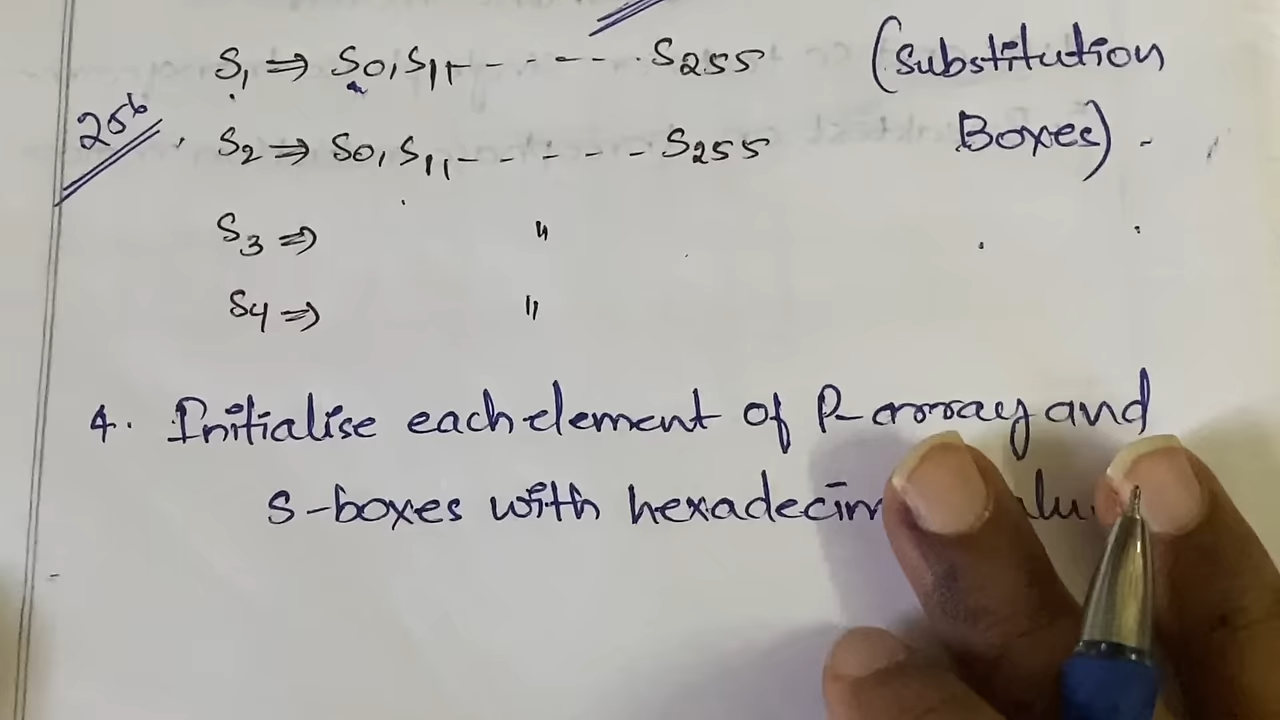 S1 ⇒ S0, S1, - - - - - - S255 (Substitution
256 S2 ⇒ S0, S1, - - - - - - S255 Boxes)
S3 ⇒ "
S4 ⇒ "
4. Initialise each element of P-array and
S-boxes with